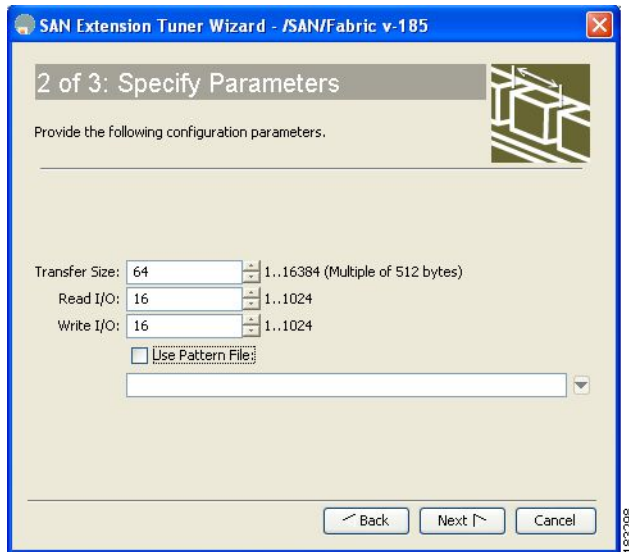 SAN Extension Tuner Wizard - /SAN/Fabric v-185
2 of 3: Specify Parameters
Provide the following configuration parameters.
Transfer Size: 64 1..16384 (Multiple of 512 bytes)
Read I/O: 16 1..1024
Write I/O: 16 1..1024
Use Pattern File:
Back Next Cancel
183298